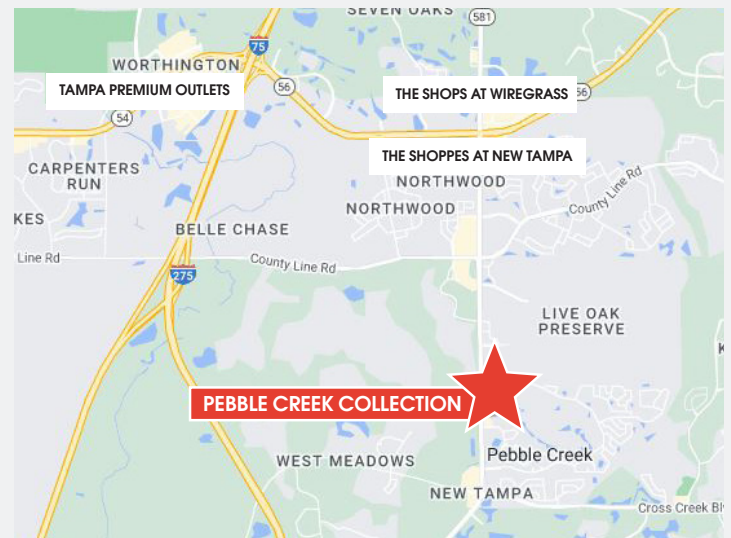 SEVEN OAKS
581
75
WORTHINGTON
TAMPA PREMIUM OUTLETS
56
THE SHOPS AT WIREGRASS
56
54
THE SHOPPES AT NEW TAMPA
CARPENTERS
RUN
NORTHWOOD
County Line Rd
NORTHWOOD
KES
BELLE CHASE
Line Rd
County Line Rd
275
LIVE OAK
PRESERVE
K
PEBBLE CREEK COLLECTION
WEST MEADOWS
Pebble Creek
NEW TAMPA
Cross Creek Bl